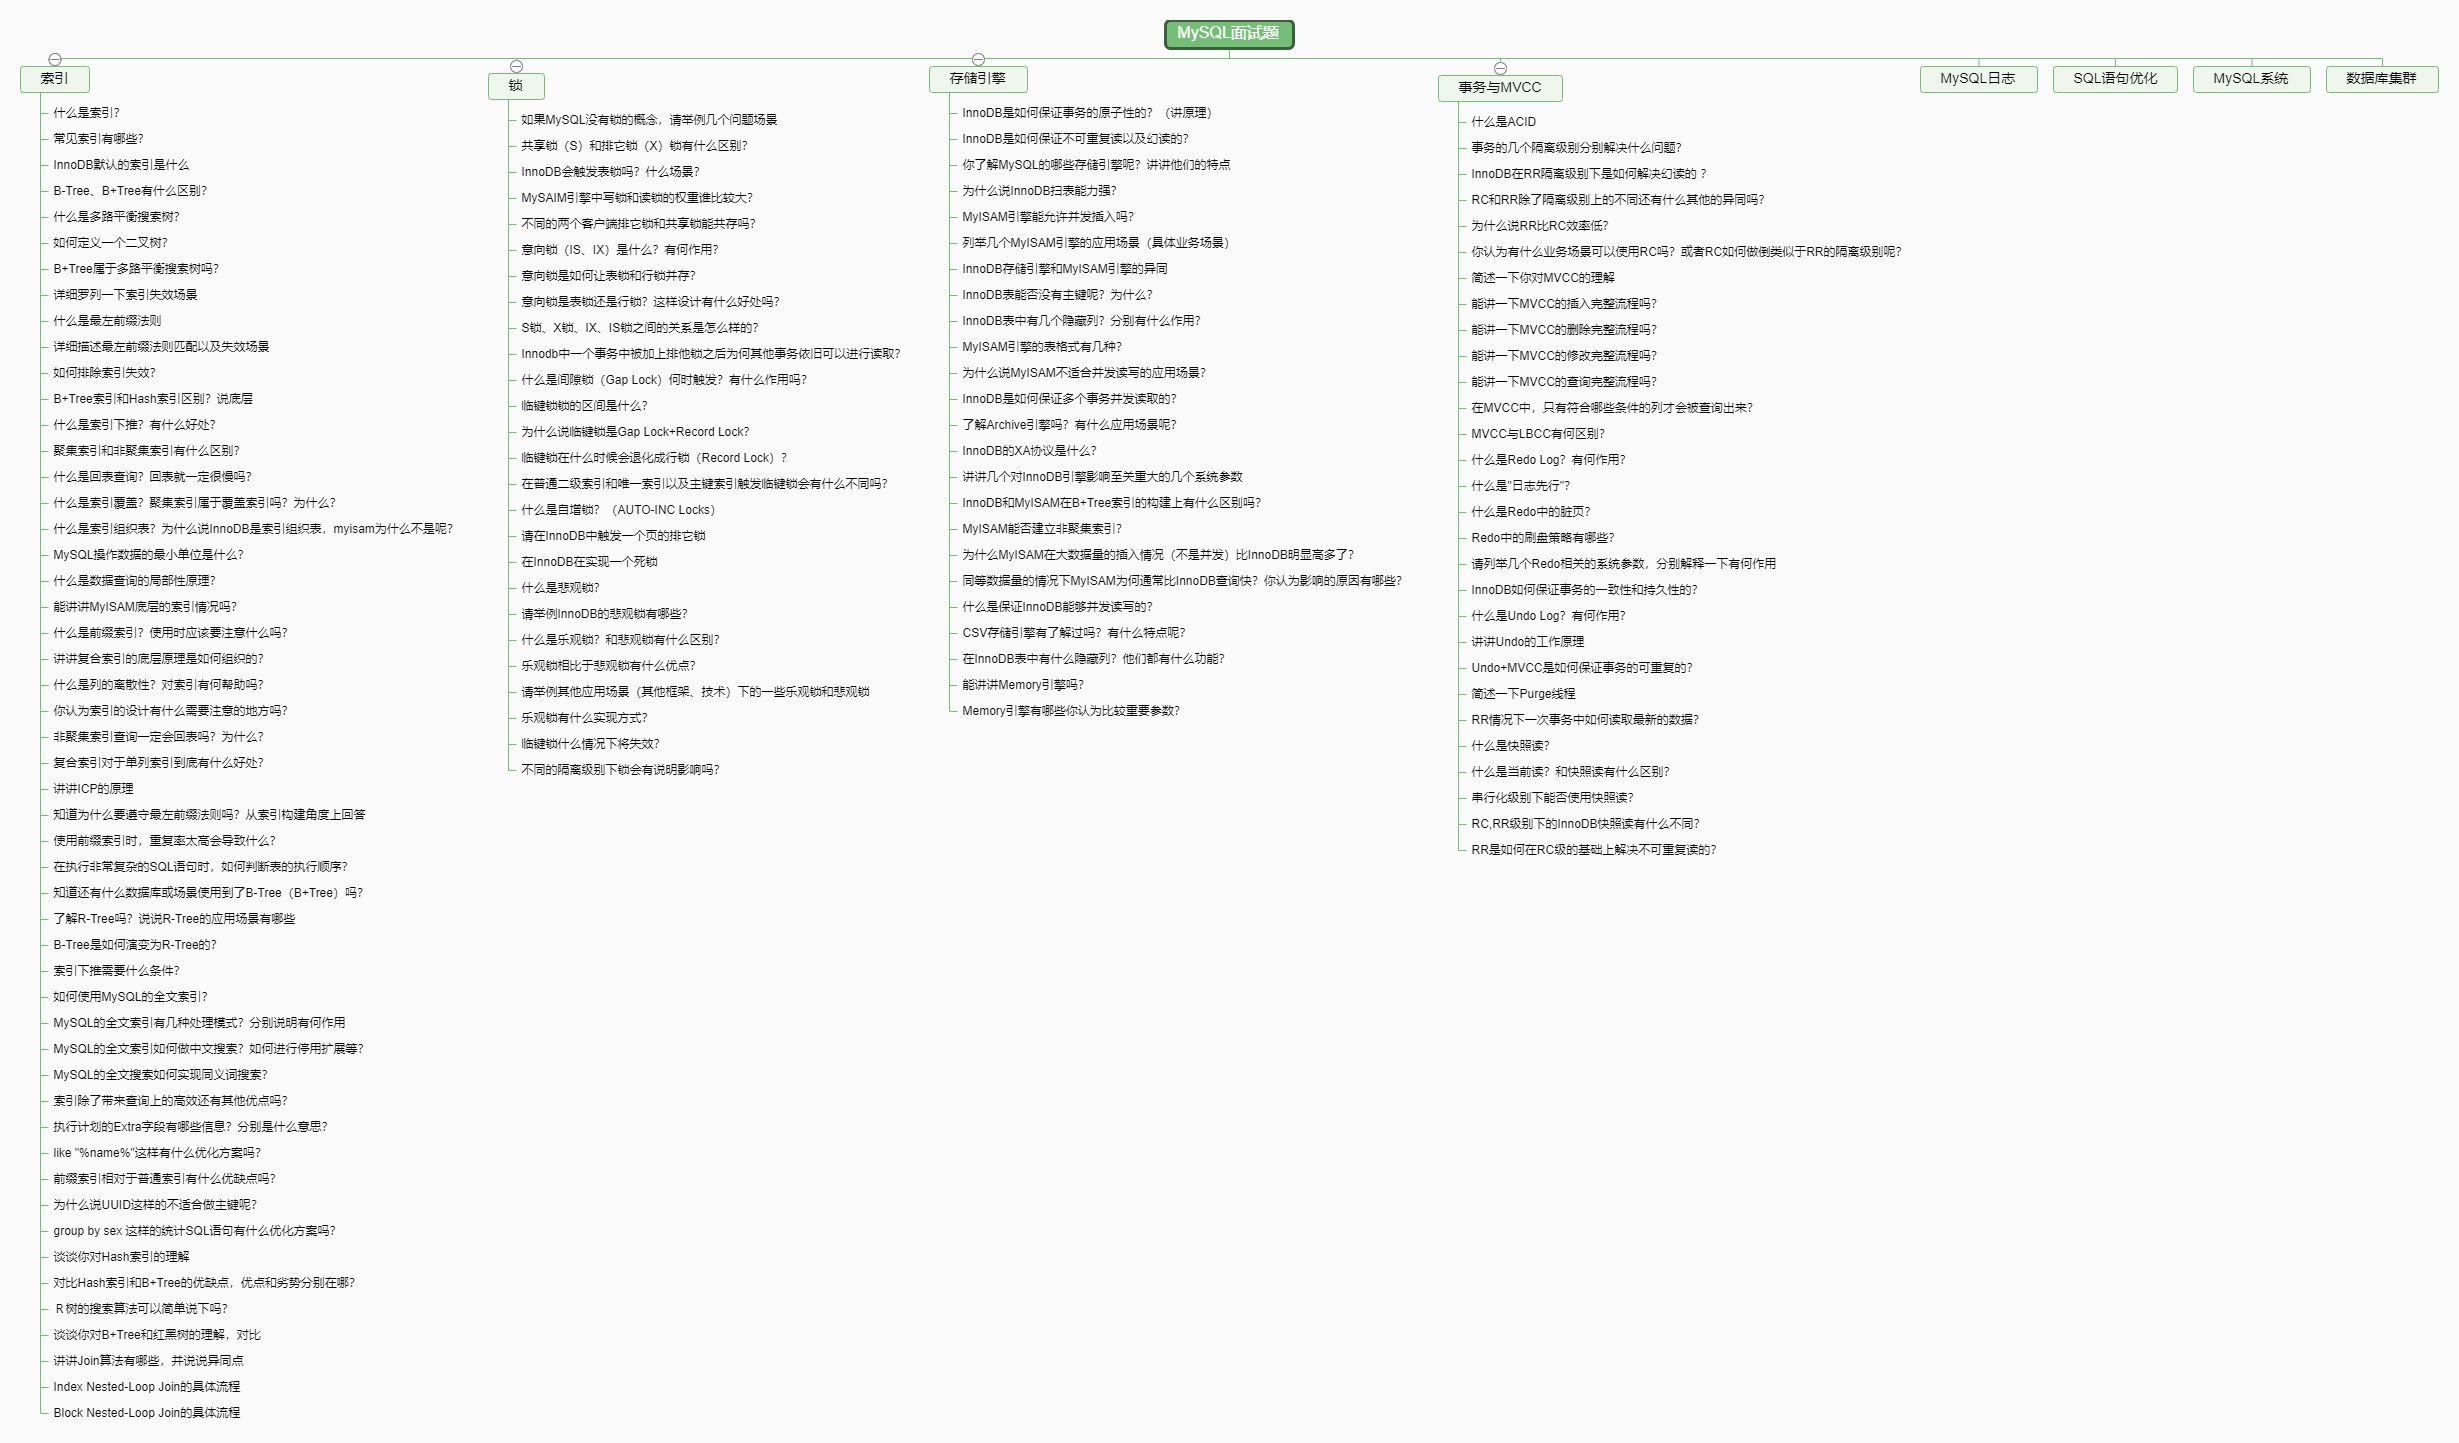 MySQL面试题
索引
什么是索引？
常见索引有哪些？
InnoDB默认的索引是什么
B-Tree、B+Tree有什么区别？
什么是多路平衡搜索树？
如何定义一个二叉树？
B+Tree属于多路平衡搜索树吗？
详细罗列一下索引失效场景
什么是最左前缀法则
详细描述最左前缀法则匹配以及失效场景
如何排除索引失效？
B+Tree索引和Hash索引区别？说底层
什么是索引下推？有什么好处？
聚集索引和非聚集索引有什么区别？
什么是回表查询？回表就一定很慢吗？
什么是索引覆盖？聚集索引属于覆盖索引吗？为什么？
什么是索引组织表？为什么说InnoDB是索引组织表，myisam为什么不是呢？
MySQL操作数据的最小单位是什么？
什么是数据查询的局部性原理？
能讲讲MyISAM底层的索引情况吗？
什么是前缀索引？使用时应该要注意什么吗？
讲讲复合索引的底层原理是如何组织的？
什么是列的离散性？对索引有何帮助吗？
你认为索引的设计有什么需要注意的地方吗？
非聚集索引查询一定会回表吗？为什么？
复合索引对于单列索引到底有什么好处？
讲讲ICP的原理
知道为什么要遵守最左前缀法则吗？从索引构建角度上回答
使用前缀索引时，重复率太高会导致什么？
在执行非常复杂的SQL语句时，如何判断表的执行顺序？
知道还有什么数据库或场景使用到了B-Tree（B+Tree）吗？
了解R-Tree吗？说说R-Tree的应用场景有哪些
B-Tree是如何演变为R-Tree的？
索引下推需要什么条件？
如何使用MySQL的全文索引？
MySQL的全文索引有几种处理模式？分别说明有何作用
MySQL的全文索引如何做中文搜索？如何进行停用扩展等？
MySQL的全文搜索如何实现同义词搜索？
索引除了带来查询上的高效还有其他优点吗？
执行计划的Extra字段有哪些信息？分别是什么意思？
like "%name%"这样有什么优化方案吗？
前缀索引相对于普通索引有什么优缺点吗？
为什么说UUID这样的不适合做主键呢？
group by sex 这样的统计SQL语句有什么优化方案吗？
谈谈你对Hash索引的理解
对比Hash索引和B+Tree的优缺点，优点和劣势分别在哪？
R树的搜索算法可以简单说下吗？
谈谈你对B+Tree和红黑树的理解，对比
讲讲Join算法有哪些，并说说异同点
Index Nested-Loop Join的具体流程
Block Nested-Loop Join的具体流程
锁
如果MySQL没有锁的概念，请举例几个问题场景
共享锁（S）和排它锁（X）锁有什么区别？
InnoDB会触发表锁吗？什么场景？
MySAIM引擎中写锁和读锁的权重谁比较大？
不同的两个客户端排它锁和共享锁能共存吗？
意向锁（IS、IX）是什么？有何作用？
意向锁是如何让表锁和行锁并存？
意向锁是表锁还是行锁？这样设计有什么好处吗？
S锁、X锁、IX、IS锁之间的关系是怎么样的？
Innodb中一个事务中被加上排他锁之后为何其他事务依旧可以进行读取？
什么是间隙锁（Gap Lock）何时触发？有什么作用吗？
临键锁锁的区间是什么？
为什么说临键锁是Gap Lock+Record Lock？
临键锁在什么时候会退化成行锁（Record Lock）？
在普通二级索引和唯一索引以及主键索引触发临键锁会有什么不同吗？
什么是自增锁？（AUTO-INC Locks）
请在InnoDB中触发一个页的排它锁
在InnoDB在实现一个死锁
什么是悲观锁？
请举例InnoDB的悲观锁有哪些？
什么是乐观锁？和悲观锁有什么区别？
乐观锁相比于悲观锁有什么优点？
请举例其他应用场景（其他框架、技术）下的一些乐观锁和悲观锁
乐观锁有什么实现方式？
临键锁什么情况下将失效？
不同的隔离级别下锁会有说明影响吗？
存储引擎
InnoDB是如何保证事务的原子性的？（讲原理）
InnoDB是如何保证不可重复读以及幻读的？
你了解MySQL的哪些存储引擎呢？讲讲他们的特点
为什么说InnoDB扫表能力强？
MyISAM引擎能允许并发插入吗？
列举几个MyISAM引擎的应用场景（具体业务场景）
InnoDB存储引擎和MyISAM引擎的异同
InnoDB表能否没有主键呢？为什么？
InnoDB表中有几个隐藏列？分别有什么作用？
MyISAM引擎的表格式有几种？
为什么说MyISAM不适合并发读写的应用场景？
InnoDB是如何保证多个事务并发读取的？
了解Archive引擎吗？有什么应用场景呢？
InnoDB的XA协议是什么？
讲讲几个对InnoDB引擎影响至关重大的几个系统参数
InnoDB和MyISAM在B+Tree索引的构建上有什么区别吗？
MyISAM能否建立非聚集索引？
为什么MyISAM在大数据量的插入情况（不是并发）比InnoDB明显高多了？
同等数据量的情况下MyISAM为何通常比InnoDB查询快？你认为影响的原因有哪些？
什么是保证InnoDB能够并发读写的？
CSV存储引擎有了解过吗？有什么特点呢？
在InnoDB表中有什么隐藏列？他们都有什么功能？
能讲讲Memory引擎吗？
Memory引擎有哪些你认为比较重要参数？
事务与MVCC
什么是ACID
事务的几个隔离级别分别解决什么问题？
InnoDB在RR隔离级别下是如何解决幻读的 ?
RC和RR除了隔离级别上的不同还有什么其他的异同吗？
为什么说RR比RC效率低？
你认为有什么业务场景可以使用RC吗？或者RC如何做倒类似于RR的隔离级别呢？
简述一下你对MVCC的理解
能讲一下MVCC的插入完整流程吗？
能讲一下MVCC的删除完整流程吗？
能讲一下MVCC的修改完整流程吗？
能讲一下MVCC的查询完整流程吗？
在MVCC中，只有符合哪些条件的列才会被查询出来？
MVCC与LBCC有何区别？
什么是Redo Log？有何作用？
什么是"日志先行"？
什么是Redo中的脏页？
Redo中的刷盘策略有哪些？
请列举几个Redo相关的系统参数，分别解释一下有何作用
InnoDB如何保证事务的一致性和持久性的？
什么是Undo Log？有何作用？
讲讲Undo的工作原理
Undo+MVCC是如何保证事务的可重复的？
简述一下Purge线程
RR情况下一次事务中如何读取最新的数据？
什么是快照读？
什么是当前读？和快照读有什么区别？
串行化级别下能否使用快照读？
RC,RR级别下的InnoDB快照读有什么不同？
RR是如何在RC级的基础上解决不可重复读的？
MySQL日志
SQL语句优化
MySQL系统
数据库集群